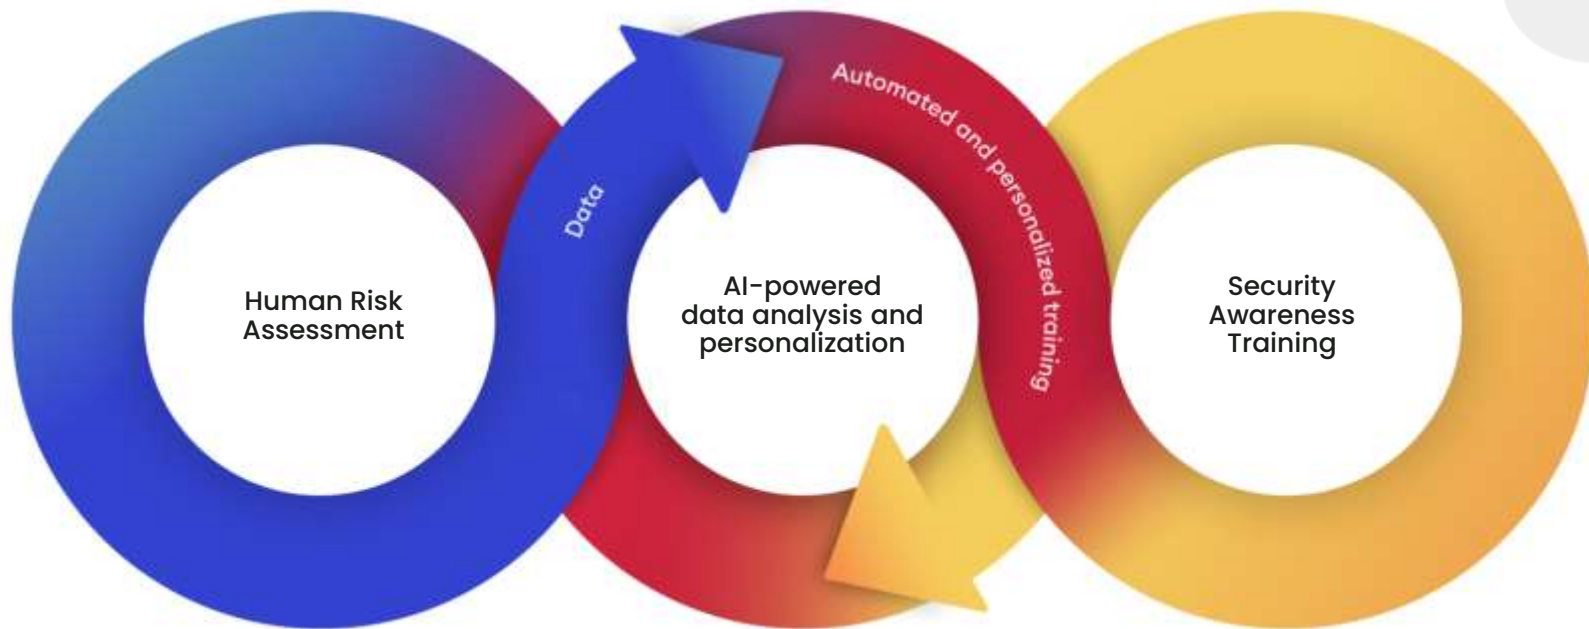 Human Risk
Assessment
Data
AI-powered
data analysis and
personalization
Automated and personalized training
Security
Awareness
Training